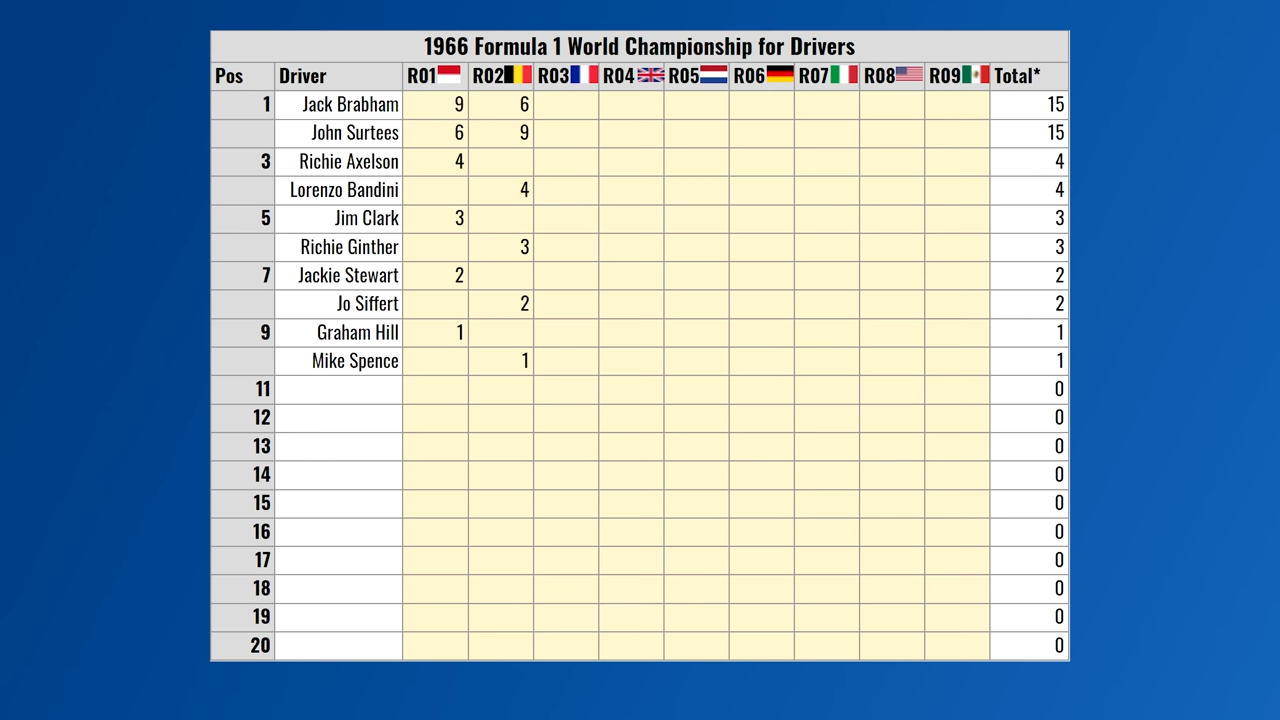 1966 Formula 1 World Championship for Drivers
Pos Driver R01 R02 R03 R04 R05 R06 R07 R08 R09 Total*
1 Jack Brabham 9 6 15
John Surtees 6 9 15
3 Richie Axelson 4 4
Lorenzo Bandini 4 4
5 Jim Clark 3 3
Richie Ginther 3 3
7 Jackie Stewart 2 2
Jo Siffert 2 2
9 Graham Hill 1 1
Mike Spence 1 1
11 0
12 0
13 0
14 0
15 0
16 0
17 0
18 0
19 0
20 0